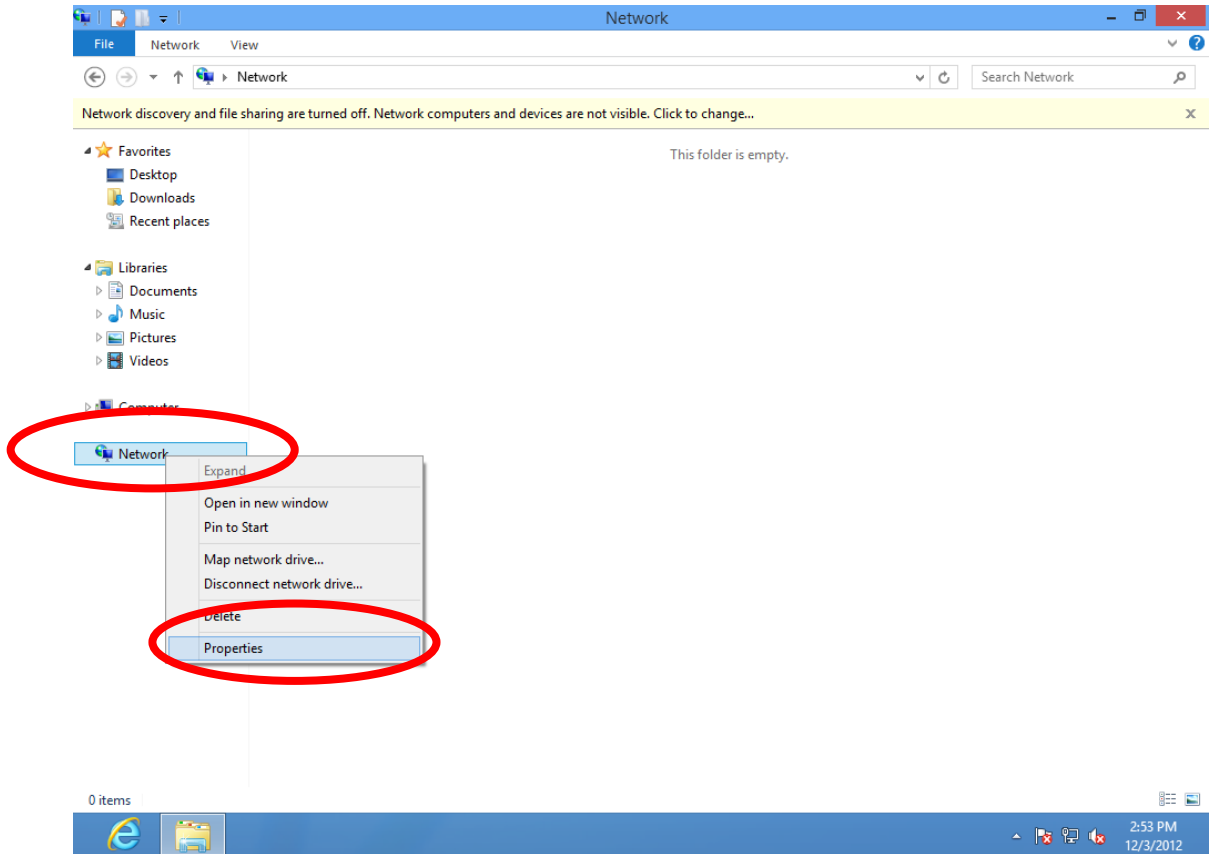 Network
File Network View
Network
Search Network
Network discovery and file sharing are turned off. Network computers and devices are not visible. Click to change...
Favorites
This folder is empty.
Desktop
Downloads
Recent places
Libraries
Documents
Music
Pictures
Videos
Computer
Network
Expand
Open in new window
Pin to Start
Map network drive...
Disconnect network drive...
Delete
Properties
0 items
2:53 PM
12/3/2012